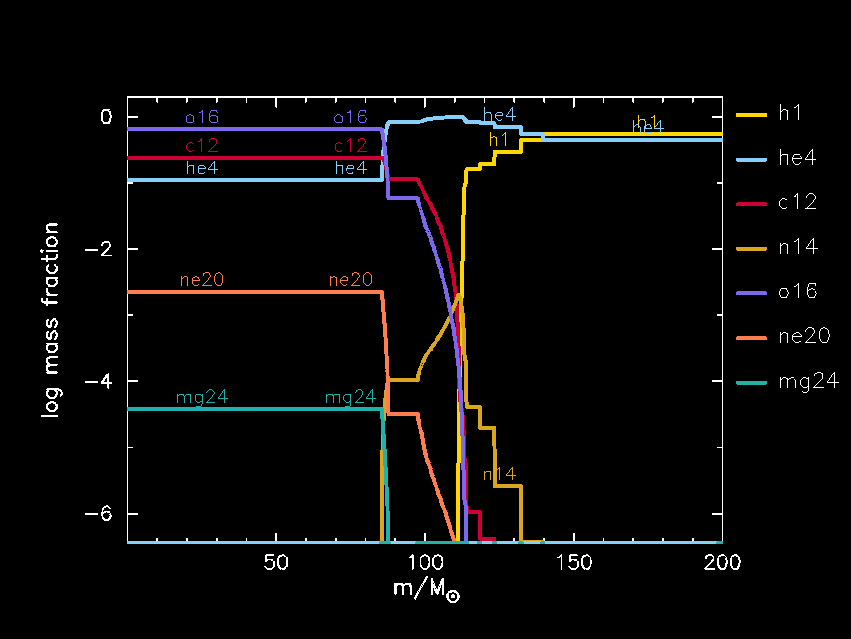 0
−2
−4
−6
log mass fraction
50
100
150
200
m/M⊙
o16 o16
c12 c12
he4 he4
ne20 ne20
mg24 mg24
he4
h1
n14
h1
he4
h1
he4
c12
n14
o16
ne20
mg24